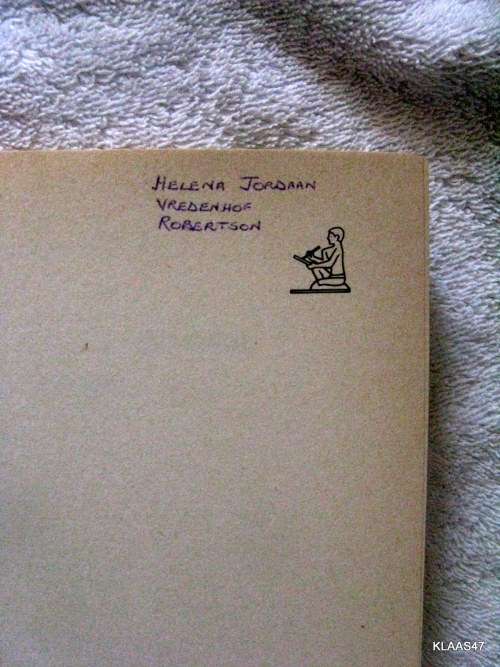 HELENA JORDAAN
VREDENHOF
ROBERTSON
KLAAS47